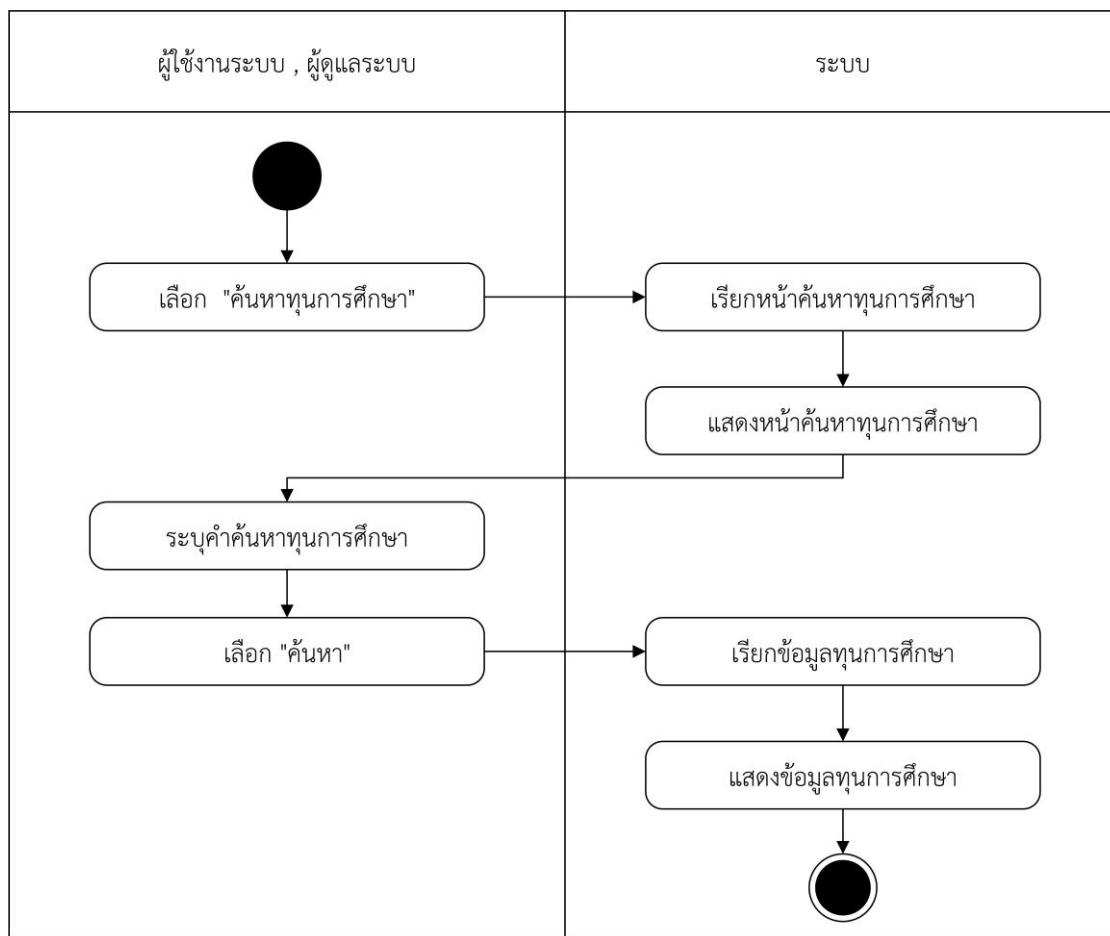 ผู้ใช้งานระบบ , ผู้ดูแลระบบ
ระบบ
เลือก "ค้นหาทุนการศึกษา"
เรียกหน้าค้นหาทุนการศึกษา
แสดงหน้าค้นหาทุนการศึกษา
ระบุคำค้นหาทุนการศึกษา
เลือก "ค้นหา"
เรียกข้อมูลทุนการศึกษา
แสดงข้อมูลทุนการศึกษา